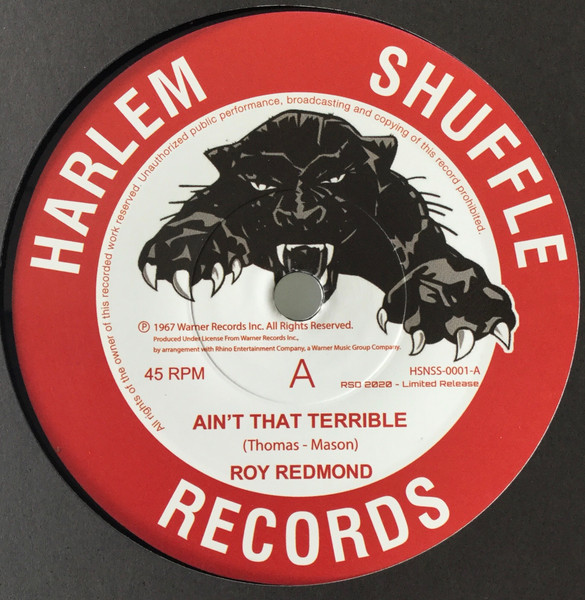 HARLEM SHUFFLE
All rights of the owner of this recorded work reserved. Unauthorized public performance, broadcasting and copying of this record prohibited.
Ⓟ 1967 Warner Records Inc. All Rights Reserved.
Produced Under License From Warner Records Inc.,
by arrangement with Rhino Entertainment Company, a Warner Music Group Company.
45 RPM A HSNSS-0001-A
RSD 2020 - Limited Release
AIN'T THAT TERRIBLE
(Thomas - Mason)
ROY REDMOND
RECORDS